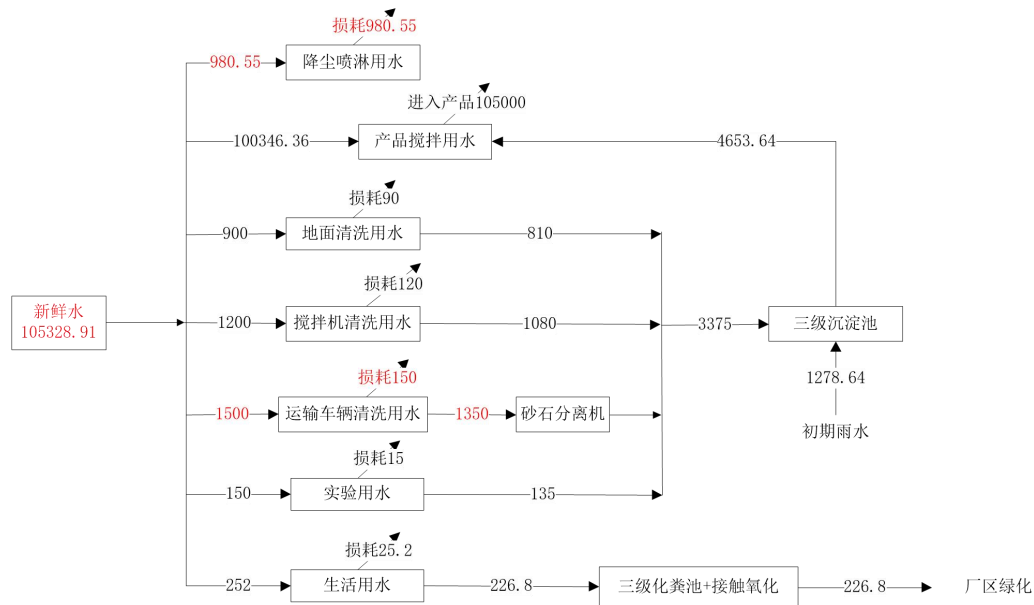 损耗980.55
980.55
降尘喷淋用水
进入产品105000
100346.36
产品搅拌用水
4653.64
损耗90
900
地面清洗用水
810
损耗120
新鲜水
105328.91
1200
搅拌机清洗用水
1080
3375
三级沉淀池
损耗150
1278.64
1500
运输车辆清洗用水
1350
砂石分离机
初期雨水
损耗15
150
实验用水
135
损耗25.2
252
生活用水
226.8
三级化粪池+接触氧化
226.8
厂区绿化